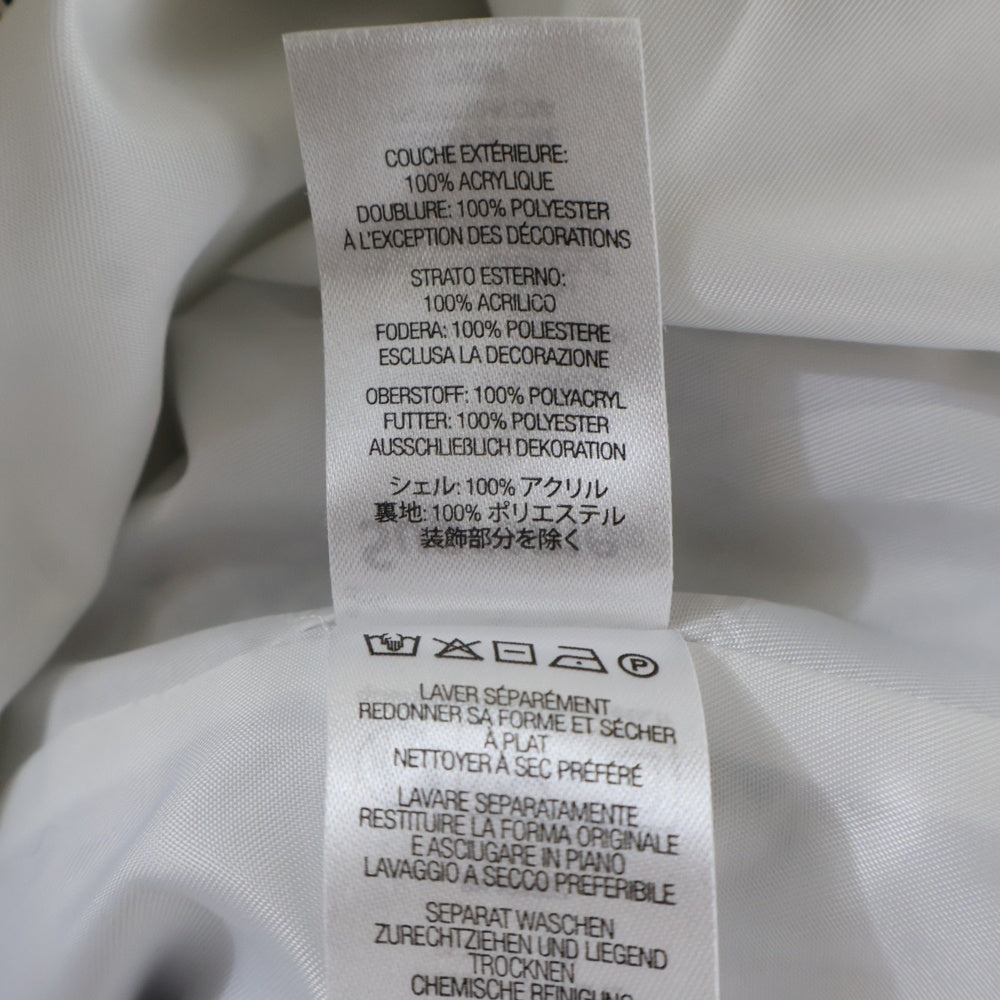 COUCHE EXTÉRIEURE:
100% ACRYLIQUE
DOUBLURE: 100% POLYESTER
À L'EXCEPTION DES DÉCORATIONS
STRATO ESTERNO:
100% ACRILICO
FODERA: 100% POLIESTERE
ESCLUSA LA DECORAZIONE
OBERSTOFF: 100% POLYACRYL
FUTTER: 100% POLYESTER
AUSSCHLIEßLICH DEKORATION
シェル: 100% アクリル
裏地: 100% ポリエステル
装飾部分を除く
P
LAVER SÉPARÉMENT
REDONNER SA FORME ET SÉCHER
À PLAT
NETTOYER À SEC PRÉFÉRÉ
LAVARE SEPARATAMENTE
RESTITUIRE LA FORMA ORIGINALE
E ASCIUGARE IN PIANO
LAVAGGIO A SECCO PREFERIBILE
SEPARAT WASCHEN
ZURECHTZIEHEN UND LIEGEND
TROCKNEN
CHEMISCHE REINIGUNG